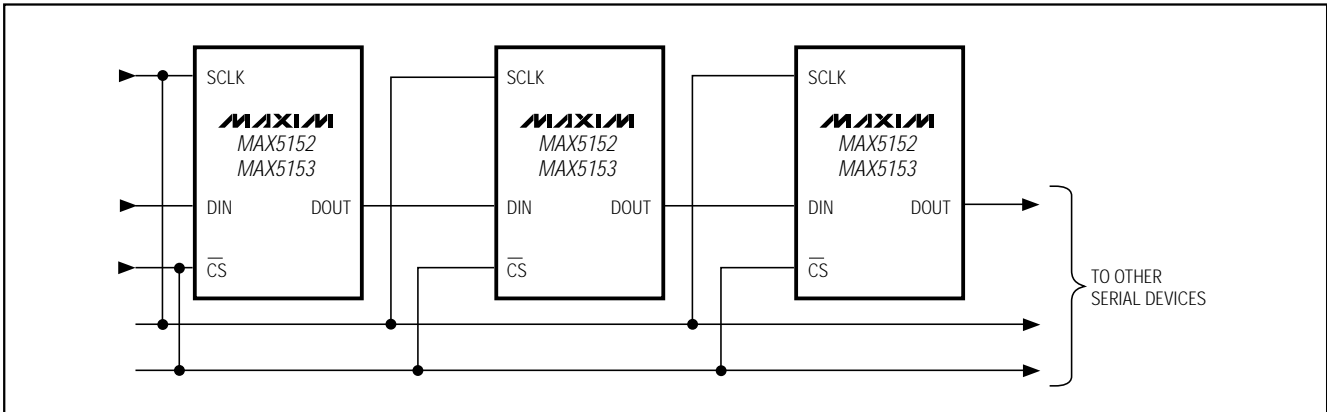 SCLK
MAXIM
MAX5152
MAX5153
DIN DOUT
CS
SCLK
MAXIM
MAX5152
MAX5153
DIN DOUT
CS
SCLK
MAXIM
MAX5152
MAX5153
DIN DOUT
CS
TO OTHER
SERIAL DEVICES